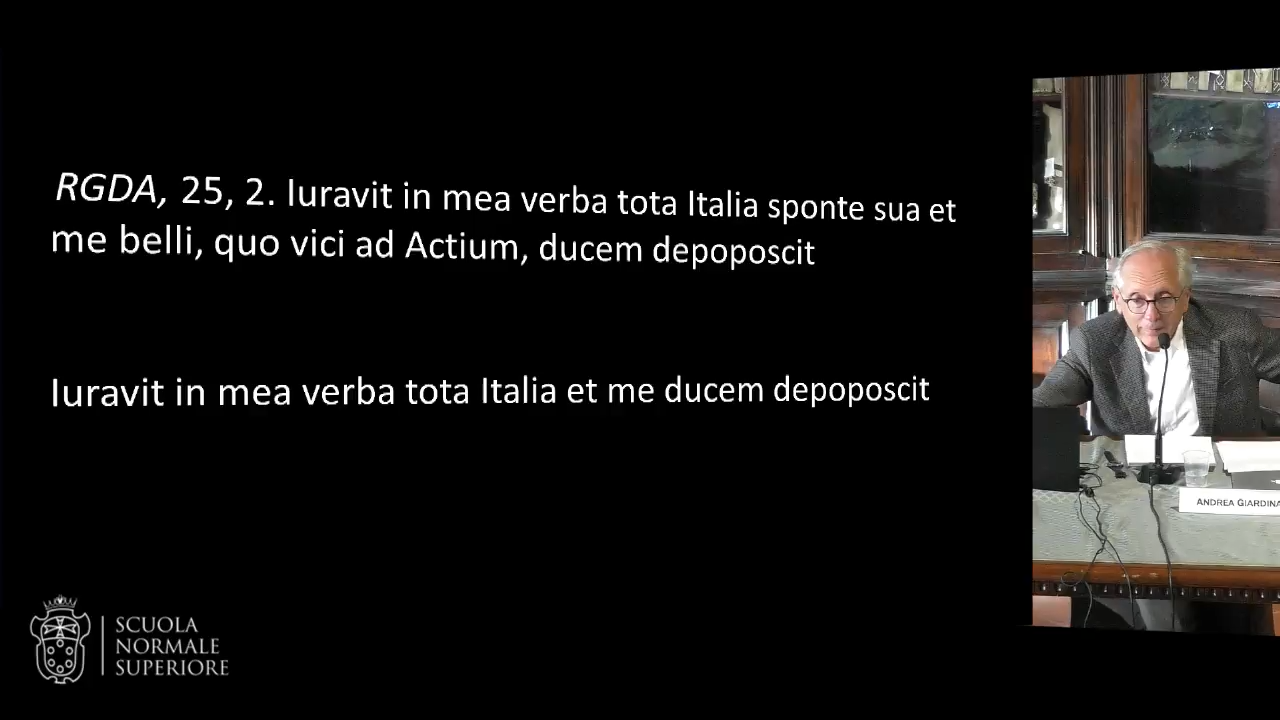 RGDA, 25, 2. Iuravit in mea verba tota Italia sponte sua et
me belli, quo vici ad Actium, ducem depoposcit
Iuravit in mea verba tota Italia et me ducem depoposcit
SCUOLA
NORMALE
SUPERIORE
ANDREA GIARDINA